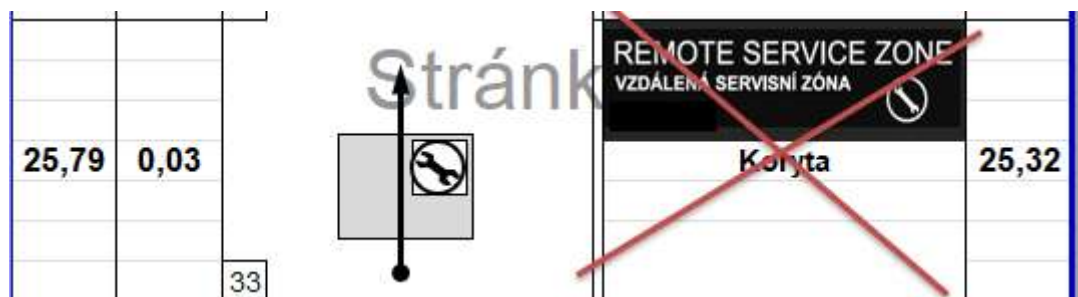 Stránk
REMOTE SERVICE ZONE
VZDÁLENÁ SERVISNÍ ZÓNA
25,79 0,03 Koryta 25,32
33